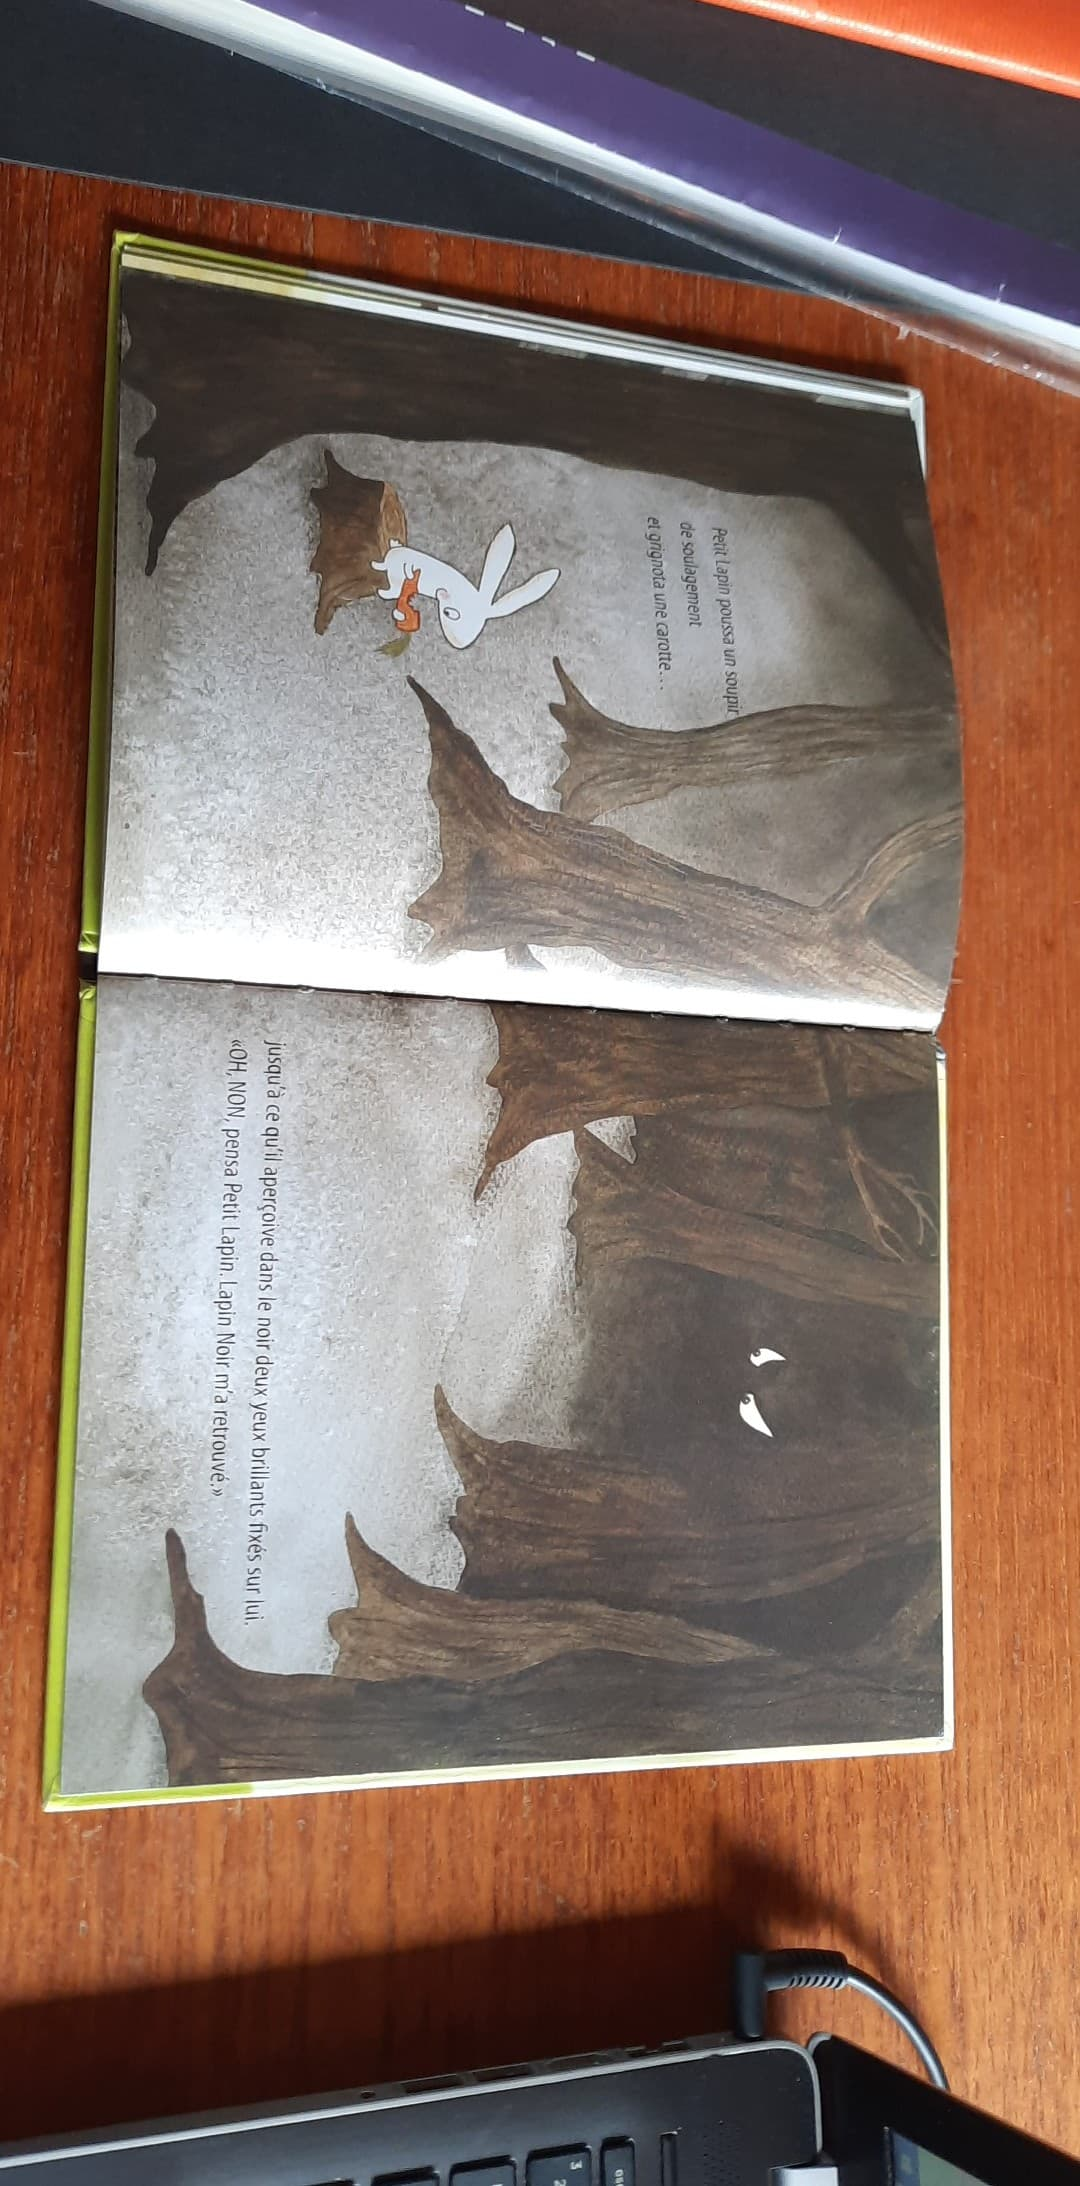 Petit Lapin poussa un soupir
de soulagement
et grignota une carotte...
jusqu'à ce qu'il aperçoive dans le noir deux yeux brillants fixés sur lui.
«OH, NON, pensa Petit Lapin. Lapin Noir m'a retrouvé.»